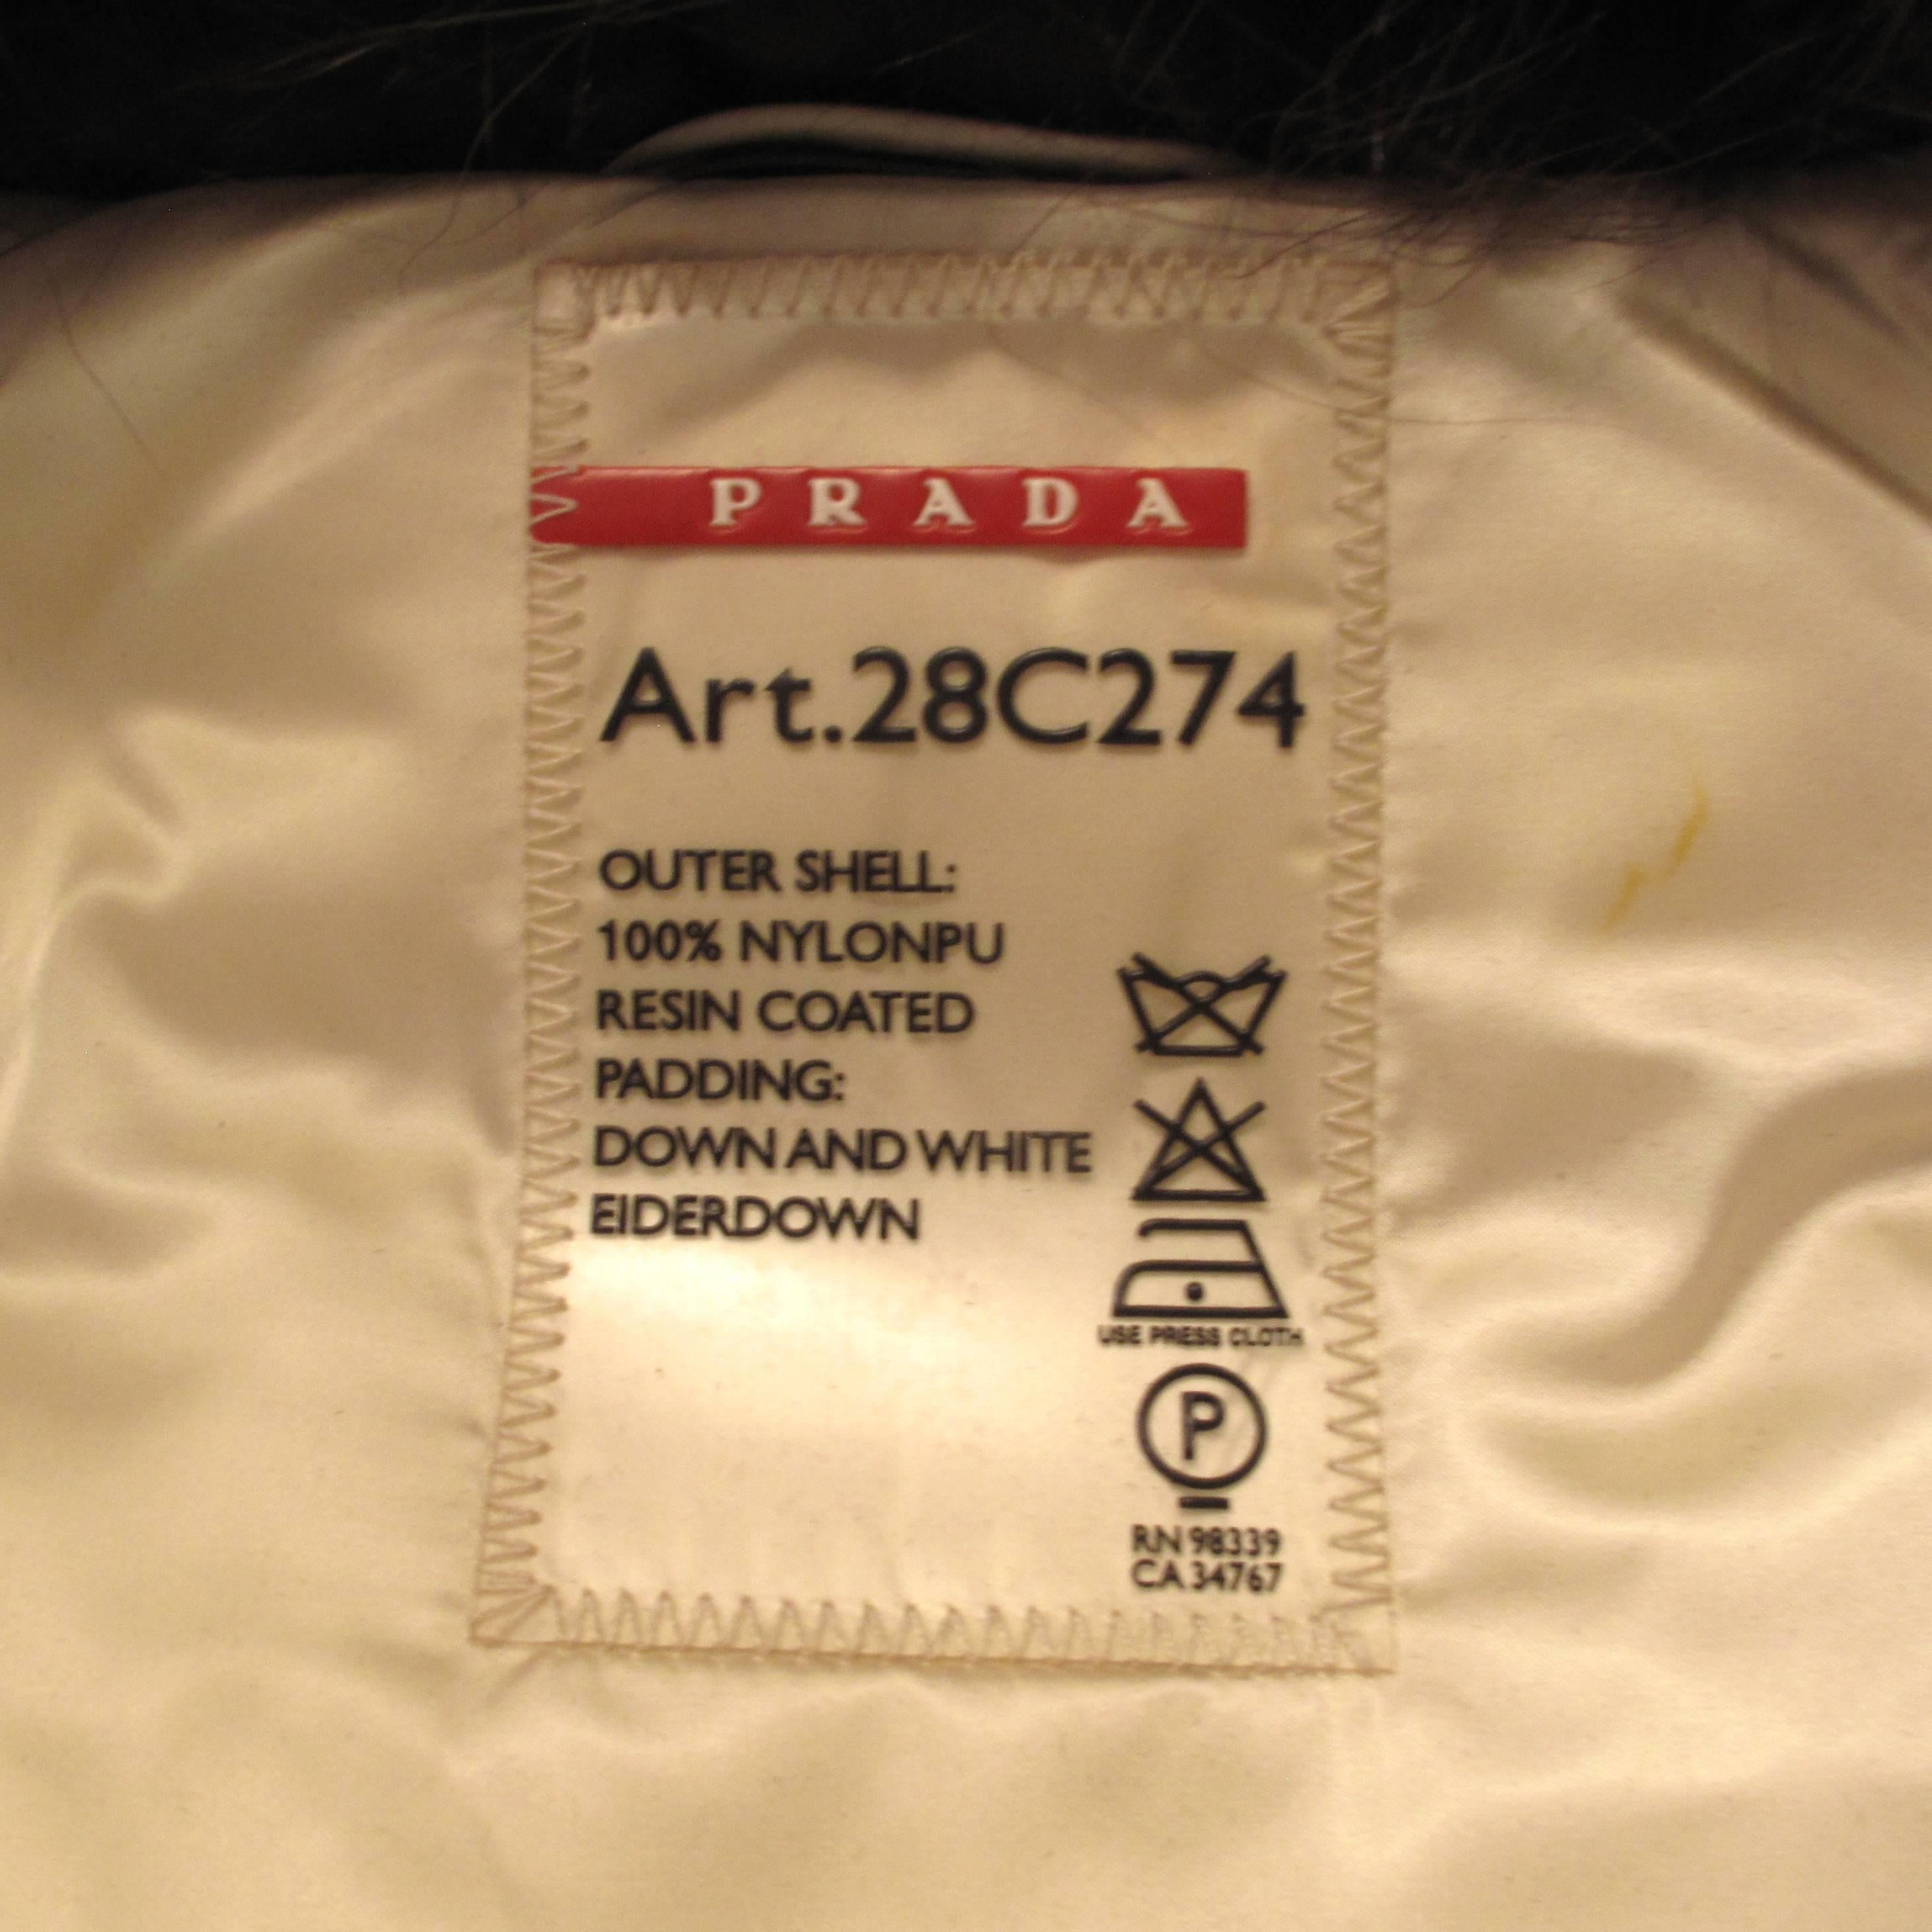 PRADA
Art.28C274
OUTER SHELL:
100% NYLONPU
RESIN COATED
PADDING:
DOWN AND WHITE
EIDERDOWN
USE PRESS CLOTH
P
RN 98339
CA 34767